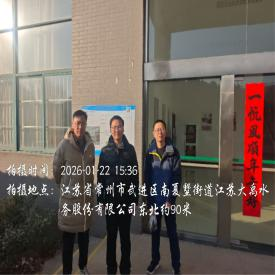 一帆风顺年年好
拍摄时间：2026-01-22 15:36
拍摄地点：江苏省常州市武进区南夏墅街道江苏大禹水
务股份有限公司东北约90米